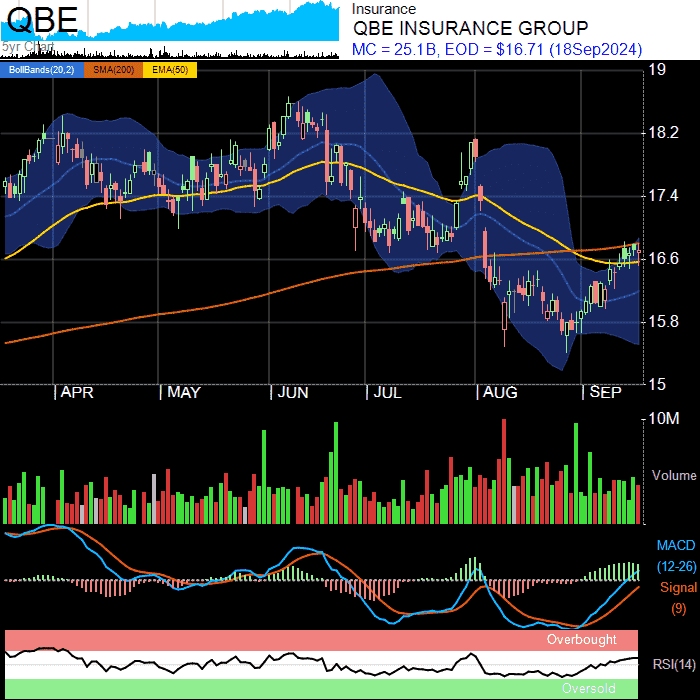 QBE
5yr Chart
Insurance
QBE INSURANCE GROUP
MC = 25.1B, EOD = $16.71 (18Sep2024)
BollBands(20,2) SMA(200) EMA(50)
19
18.2
17.4
16.6
15.8
15
| APR | MAY | JUN | JUL | AUG | SEP
10M
Volume
MACD
(12-26)
Signal
(9)
Overbought
RSI(14)
Oversold